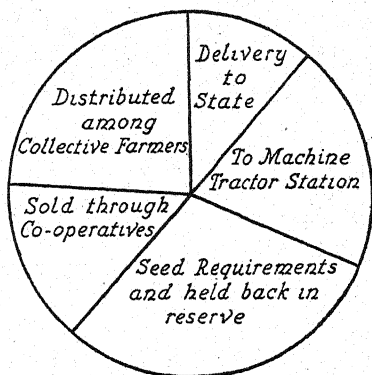 Delivery
to
State
To Machine
Tractor Station
Seed Requirements
and held back in
reserve
Sold through
Co-operatives
Distributed
among
Collective Farmers